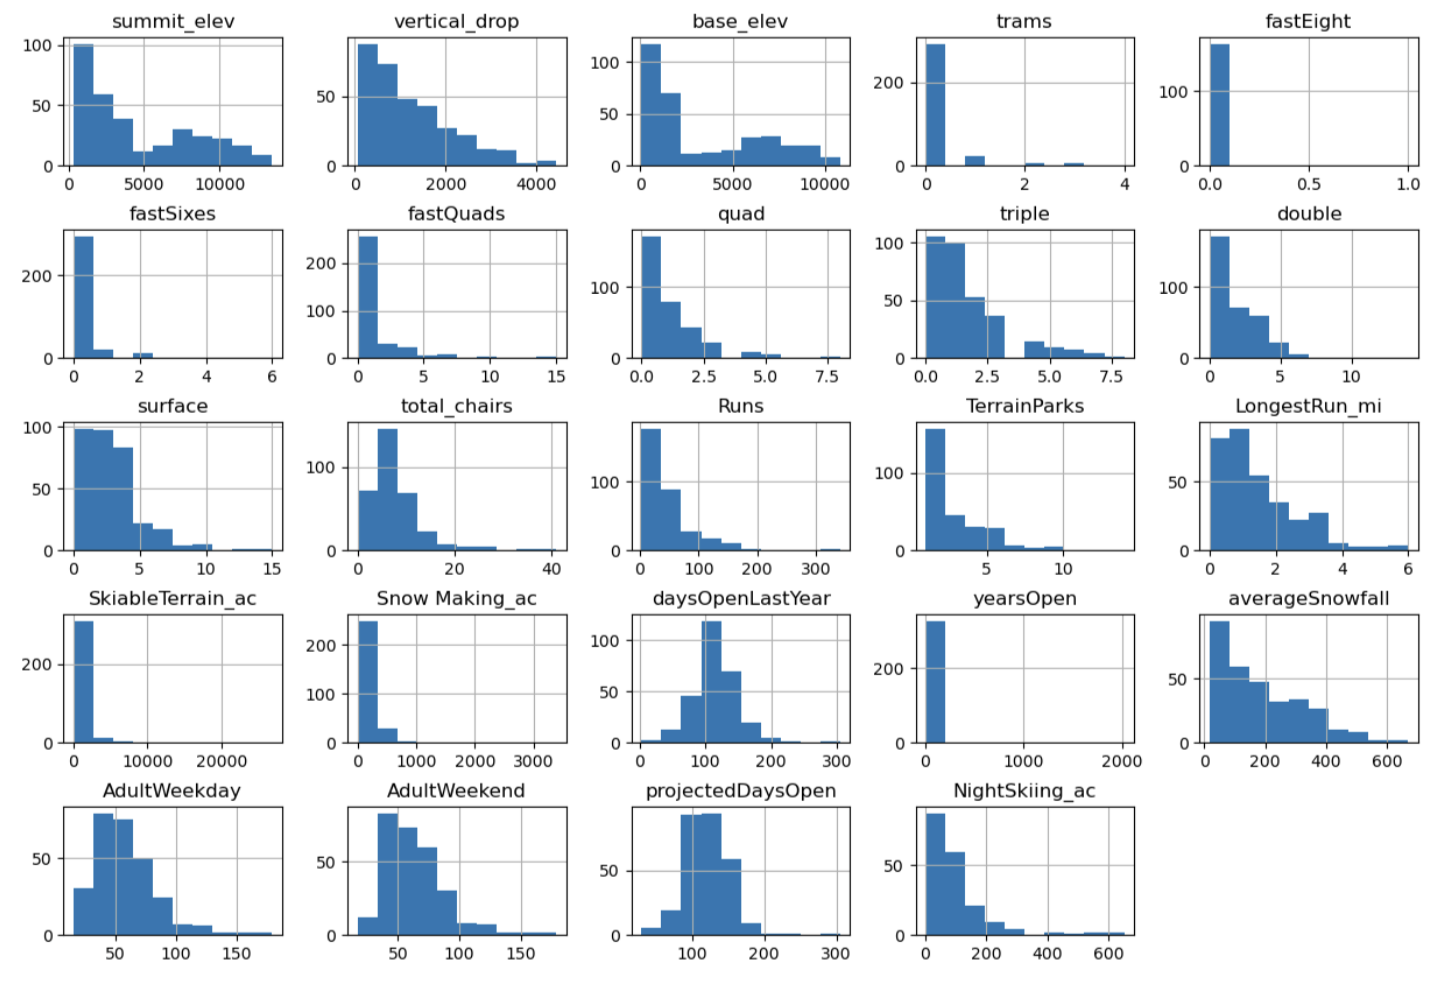 summit_elev vertical_drop base_elev trams fastEight
100
50
0
0 5000 10000
50
0
0 2000 4000
100
50
0
0 5000 10000
200
0
0 2 4
100
0
0.0 0.5 1.0
fastSixes fastQuads quad triple double
200
0
0 2 4 6
200
100
0
0 5 10 15
100
0
0.0 2.5 5.0 7.5
100
50
0
0.0 2.5 5.0 7.5
100
0
0 5 10
surface total_chairs Runs TerrainParks LongestRun_mi
100
50
0
0 5 10 15
100
0
0 20 40
100
0
0 100 200 300
100
0
5 10
50
0
0 2 4 6
SkiableTerrain_ac Snow Making_ac daysOpenLastYear yearsOpen averageSnowfall
200
0
0 10000 20000
200
100
0
0 1000 2000 3000
100
50
0
0 100 200 300
200
0
0 1000 2000
50
0
0 200 400 600
AdultWeekday AdultWeekend projectedDaysOpen NightSkiing_ac
50
0
50 100 150
50
0
50 100 150
50
0
100 200 300
50
0
0 200 400 600